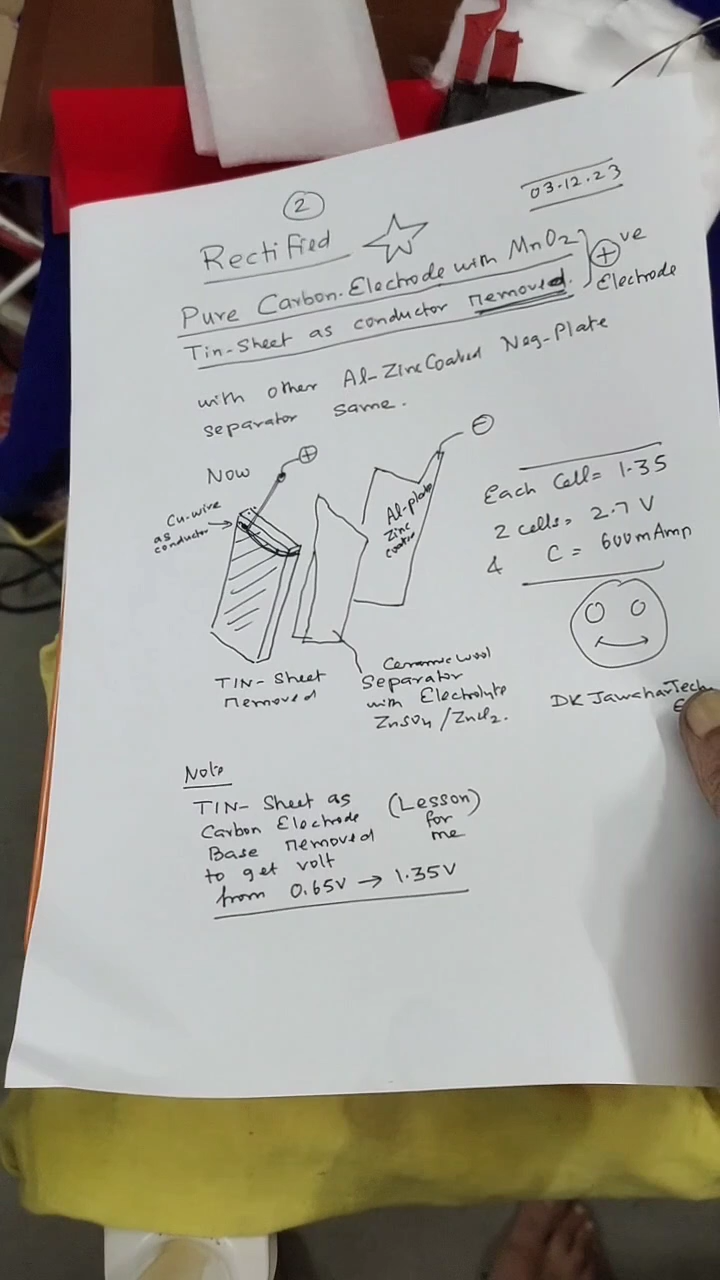 2
03.12.23
Rectified
Pure Carbon.Electrode with MnO2
Tin-Sheet as conductor removed.
+ ve
Electrode
with other Al-Zinc Coated Neg-Plate
separator same.
Now
+
-
Cu-wire
as
conductor
Al-plate
Zinc
Each Cell= 1.35
2 cells= 2.7 V
& C = 600mAmp
TIN-Sheet
removed
Ceramic wool
Separator
with Electrolyte
ZnSO4/ZnCl2.
DK JawaharTech
Note
TIN-Sheet as
Carbon Electrode
Base removed
to get volt
from 0.65V → 1.35V
(Lesson)
for
me